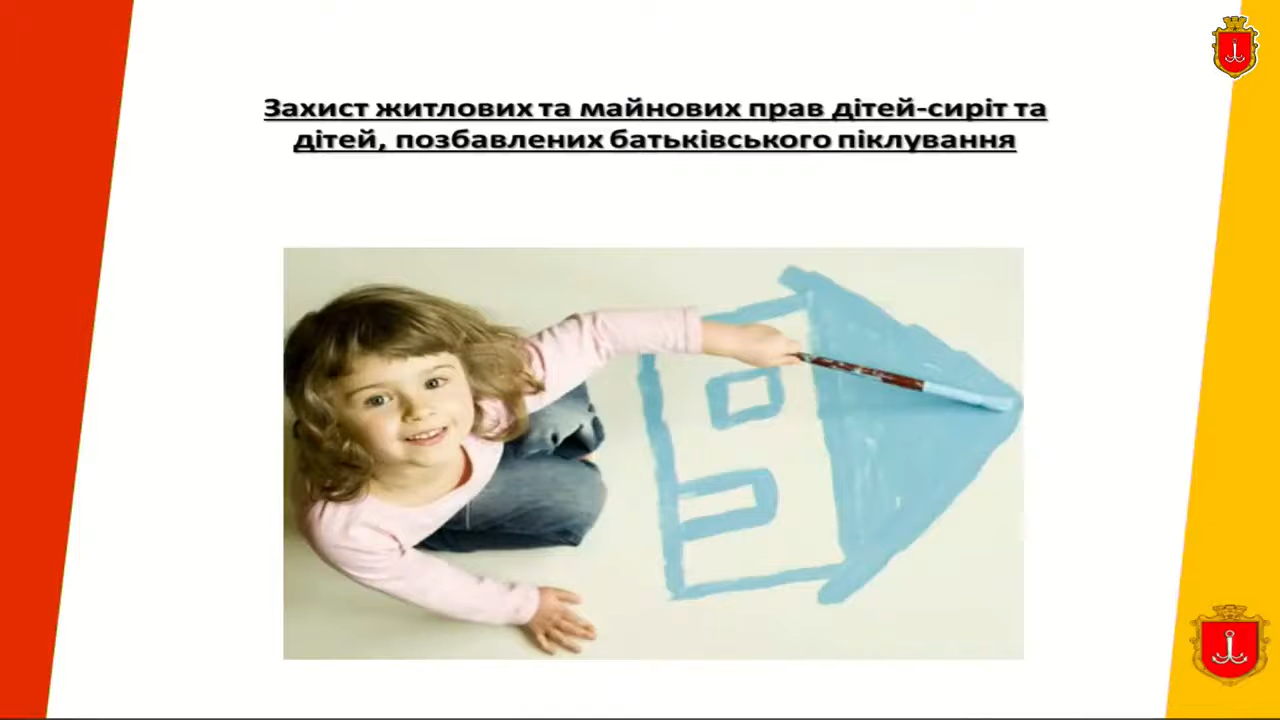 Захист житлових та майнових прав дітей-сиріт та
дітей, позбавлених батьківського піклування